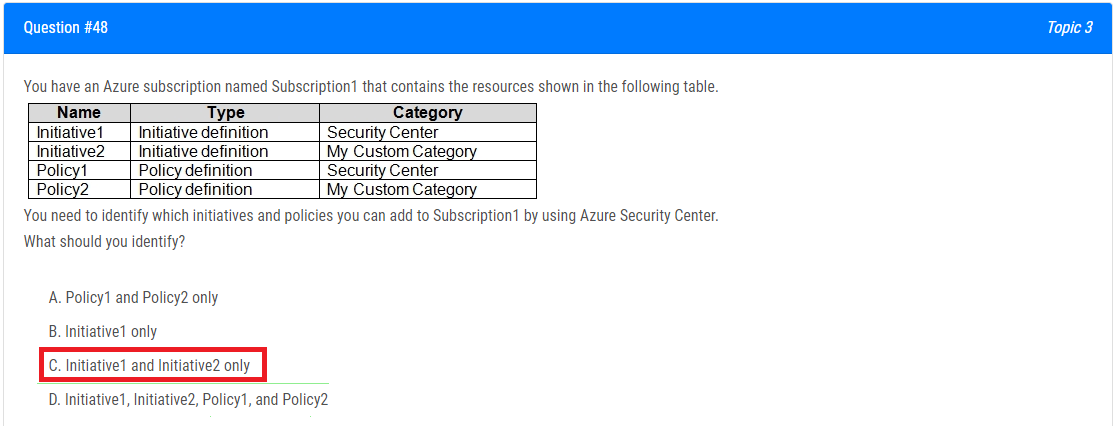 Question #48 Topic 3
You have an Azure subscription named Subscription1 that contains the resources shown in the following table.
Name Type Category
Initiative1 Initiative definition Security Center
Initiative2 Initiative definition My Custom Category
Policy1 Policy definition Security Center
Policy2 Policy definition My Custom Category
You need to identify which initiatives and policies you can add to Subscription1 by using Azure Security Center.
What should you identify?
A. Policy1 and Policy2 only
B. Initiative1 only
C. Initiative1 and Initiative2 only
D. Initiative1, Initiative2, Policy1, and Policy2